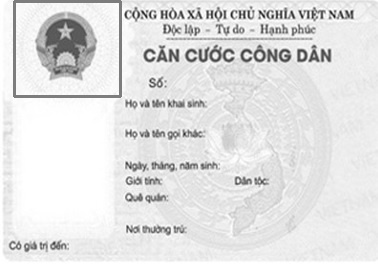 CỘNG HÒA XÃ HỘI CHỦ NGHĨA VIỆT NAM
Độc lập - Tự do - Hạnh phúc
CĂN CƯỚC CÔNG DÂN
Số:
Họ và tên khai sinh:
Họ và tên gọi khác:
Ngày, tháng, năm sinh:
Giới tính: Dân tộc:
Quê quán:
Nơi thường trú:
Có giá trị đến: